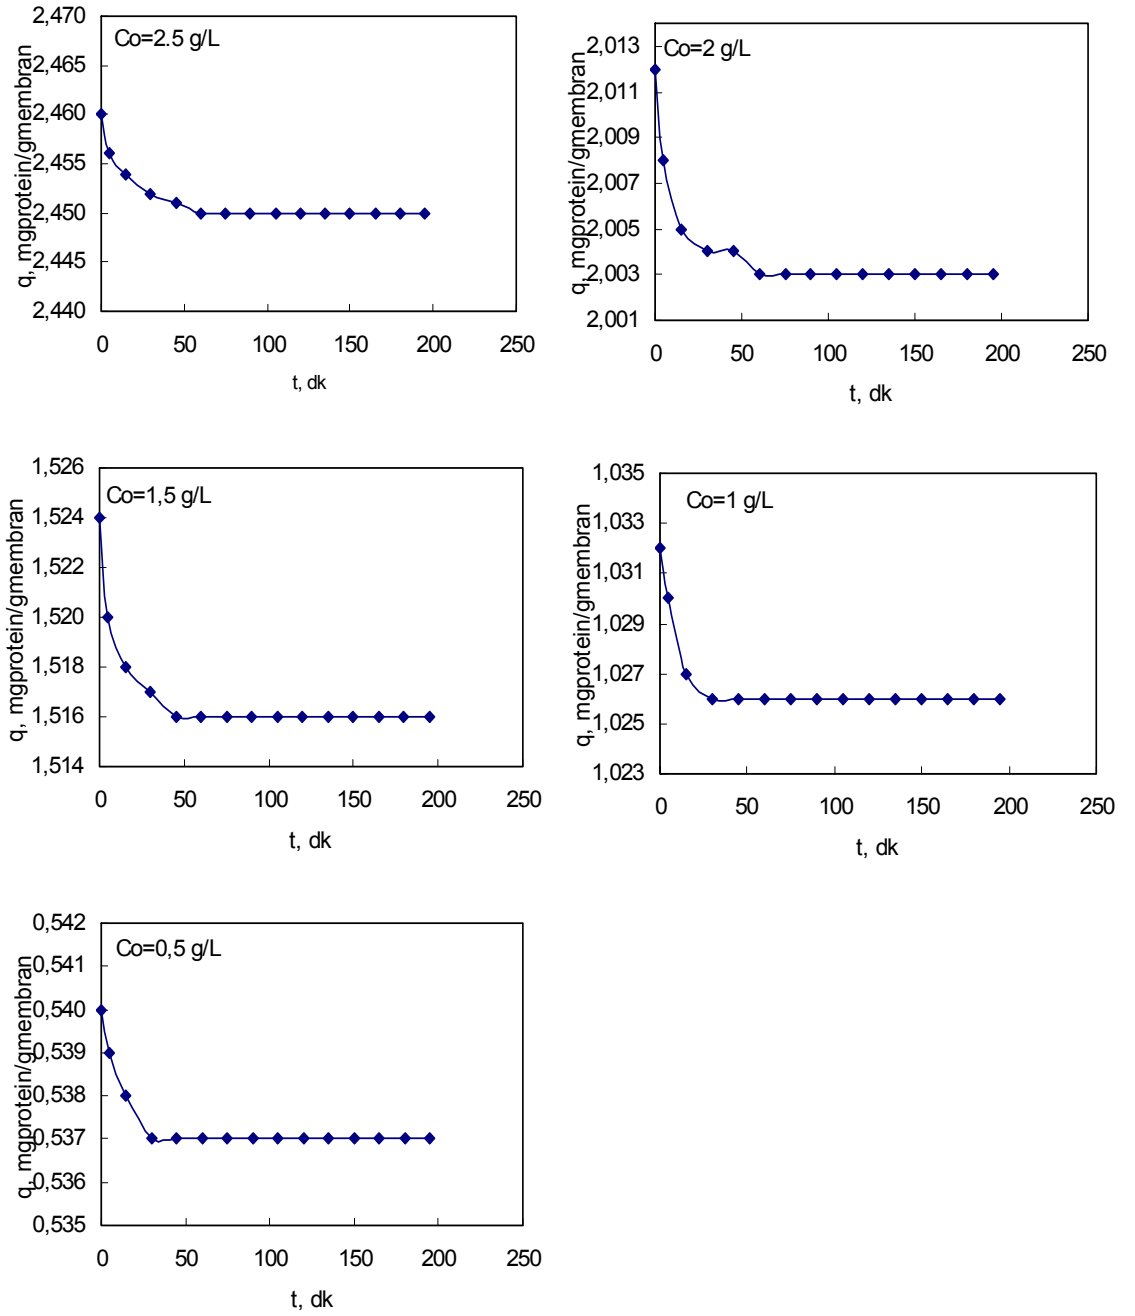 Co=2.5 g/L
q, mgprotein/gmembran
2,470
2,465
2,460
2,455
2,450
2,445
2,440
0 50 100 150 200 250
t, dk
Co=2 g/L
q, mgprotein/gmembran
2,013
2,011
2,009
2,007
2,005
2,003
2,001
0 50 100 150 200 250
t, dk
Co=1,5 g/L
q, mgprotein/gmembran
1,526
1,524
1,522
1,520
1,518
1,516
1,514
0 50 100 150 200 250
t, dk
Co=1 g/L
q, mgprotein/gmembran
1,035
1,033
1,031
1,029
1,027
1,025
1,023
0 50 100 150 200 250
t, dk
Co=0,5 g/L
q, mgprotein/gmembran
0,542
0,541
0,540
0,539
0,538
0,537
0,536
0,535
0 50 100 150 200 250
t, dk